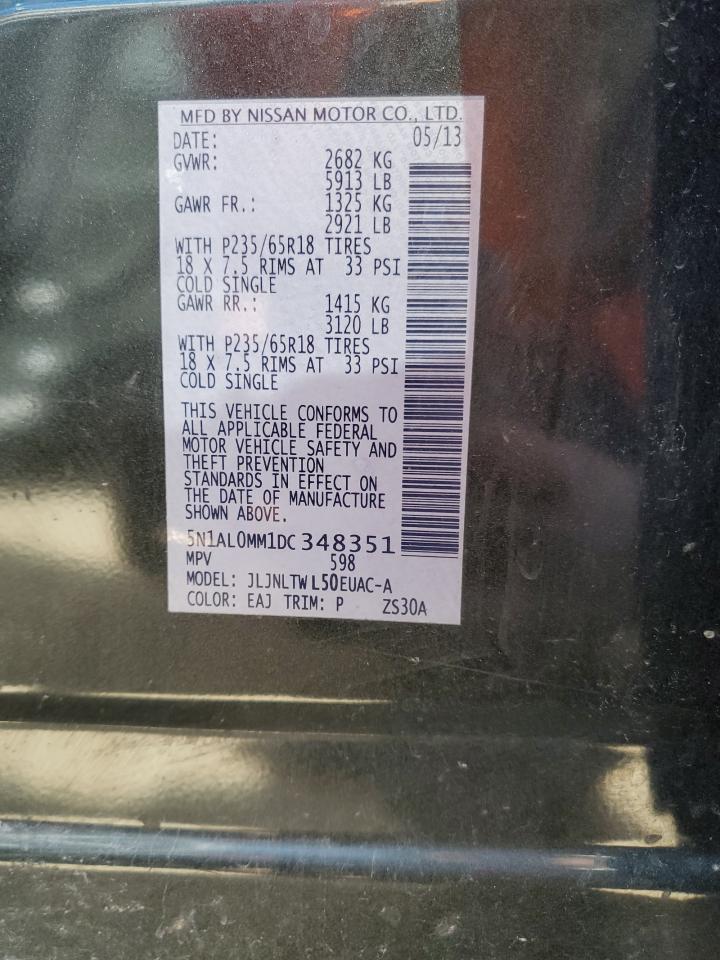 MFD BY NISSAN MOTOR CO., LTD.
DATE: 05/13
GVWR: 2682 KG
5913 LB
GAWR FR.: 1325 KG
2921 LB
WITH P235/65R18 TIRES
18 X 7.5 RIMS AT 33 PSI
COLD SINGLE
GAWR RR.: 1415 KG
3120 LB
WITH P235/65R18 TIRES
18 X 7.5 RIMS AT 33 PSI
COLD SINGLE
THIS VEHICLE CONFORMS TO
ALL APPLICABLE FEDERAL
MOTOR VEHICLE SAFETY AND
THEFT PREVENTION
STANDARDS IN EFFECT ON
THE DATE OF MANUFACTURE
SHOWN ABOVE.
5N1AL0MM1DC348351
MPV 598
MODEL: JLJNLTWL50EUAC-A
COLOR: EAJ TRIM: P ZS30A